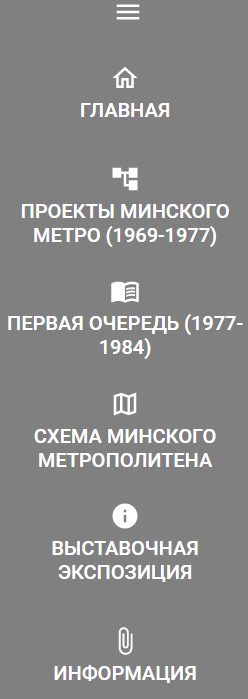 ГЛАВНАЯ
ПРОЕКТЫ МИНСКОГО
МЕТРО (1969-1977)
ПЕРВАЯ ОЧЕРЕДЬ (1977-
1984)
СХЕМА МИНСКОГО
МЕТРОПОЛИТЕНА
ВЫСТАВОЧНАЯ
ЭКСПОЗИЦИЯ
ИНФОРМАЦИЯ